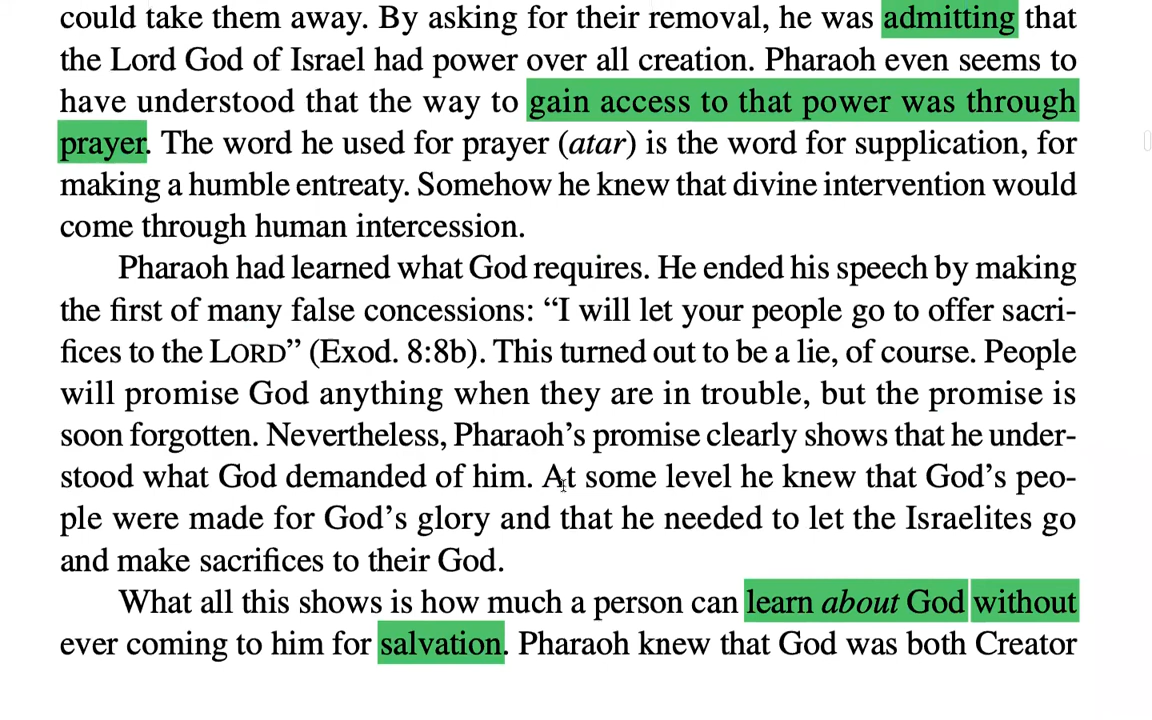 could take them away. By asking for their removal, he was admitting that
the Lord God of Israel had power over all creation. Pharaoh even seems to
have understood that the way to gain access to that power was through
prayer. The word he used for prayer (atar) is the word for supplication, for
making a humble entreaty. Somehow he knew that divine intervention would
come through human intercession.
Pharaoh had learned what God requires. He ended his speech by making
the first of many false concessions: “I will let your people go to offer sacri-
fices to the LORD” (Exod. 8:8b). This turned out to be a lie, of course. People
will promise God anything when they are in trouble, but the promise is
soon forgotten. Nevertheless, Pharaoh’s promise clearly shows that he under-
stood what God demanded of him. At some level he knew that God’s peo-
ple were made for God’s glory and that he needed to let the Israelites go
and make sacrifices to their God.
What all this shows is how much a person can learn about God without
ever coming to him for salvation. Pharaoh knew that God was both Creator